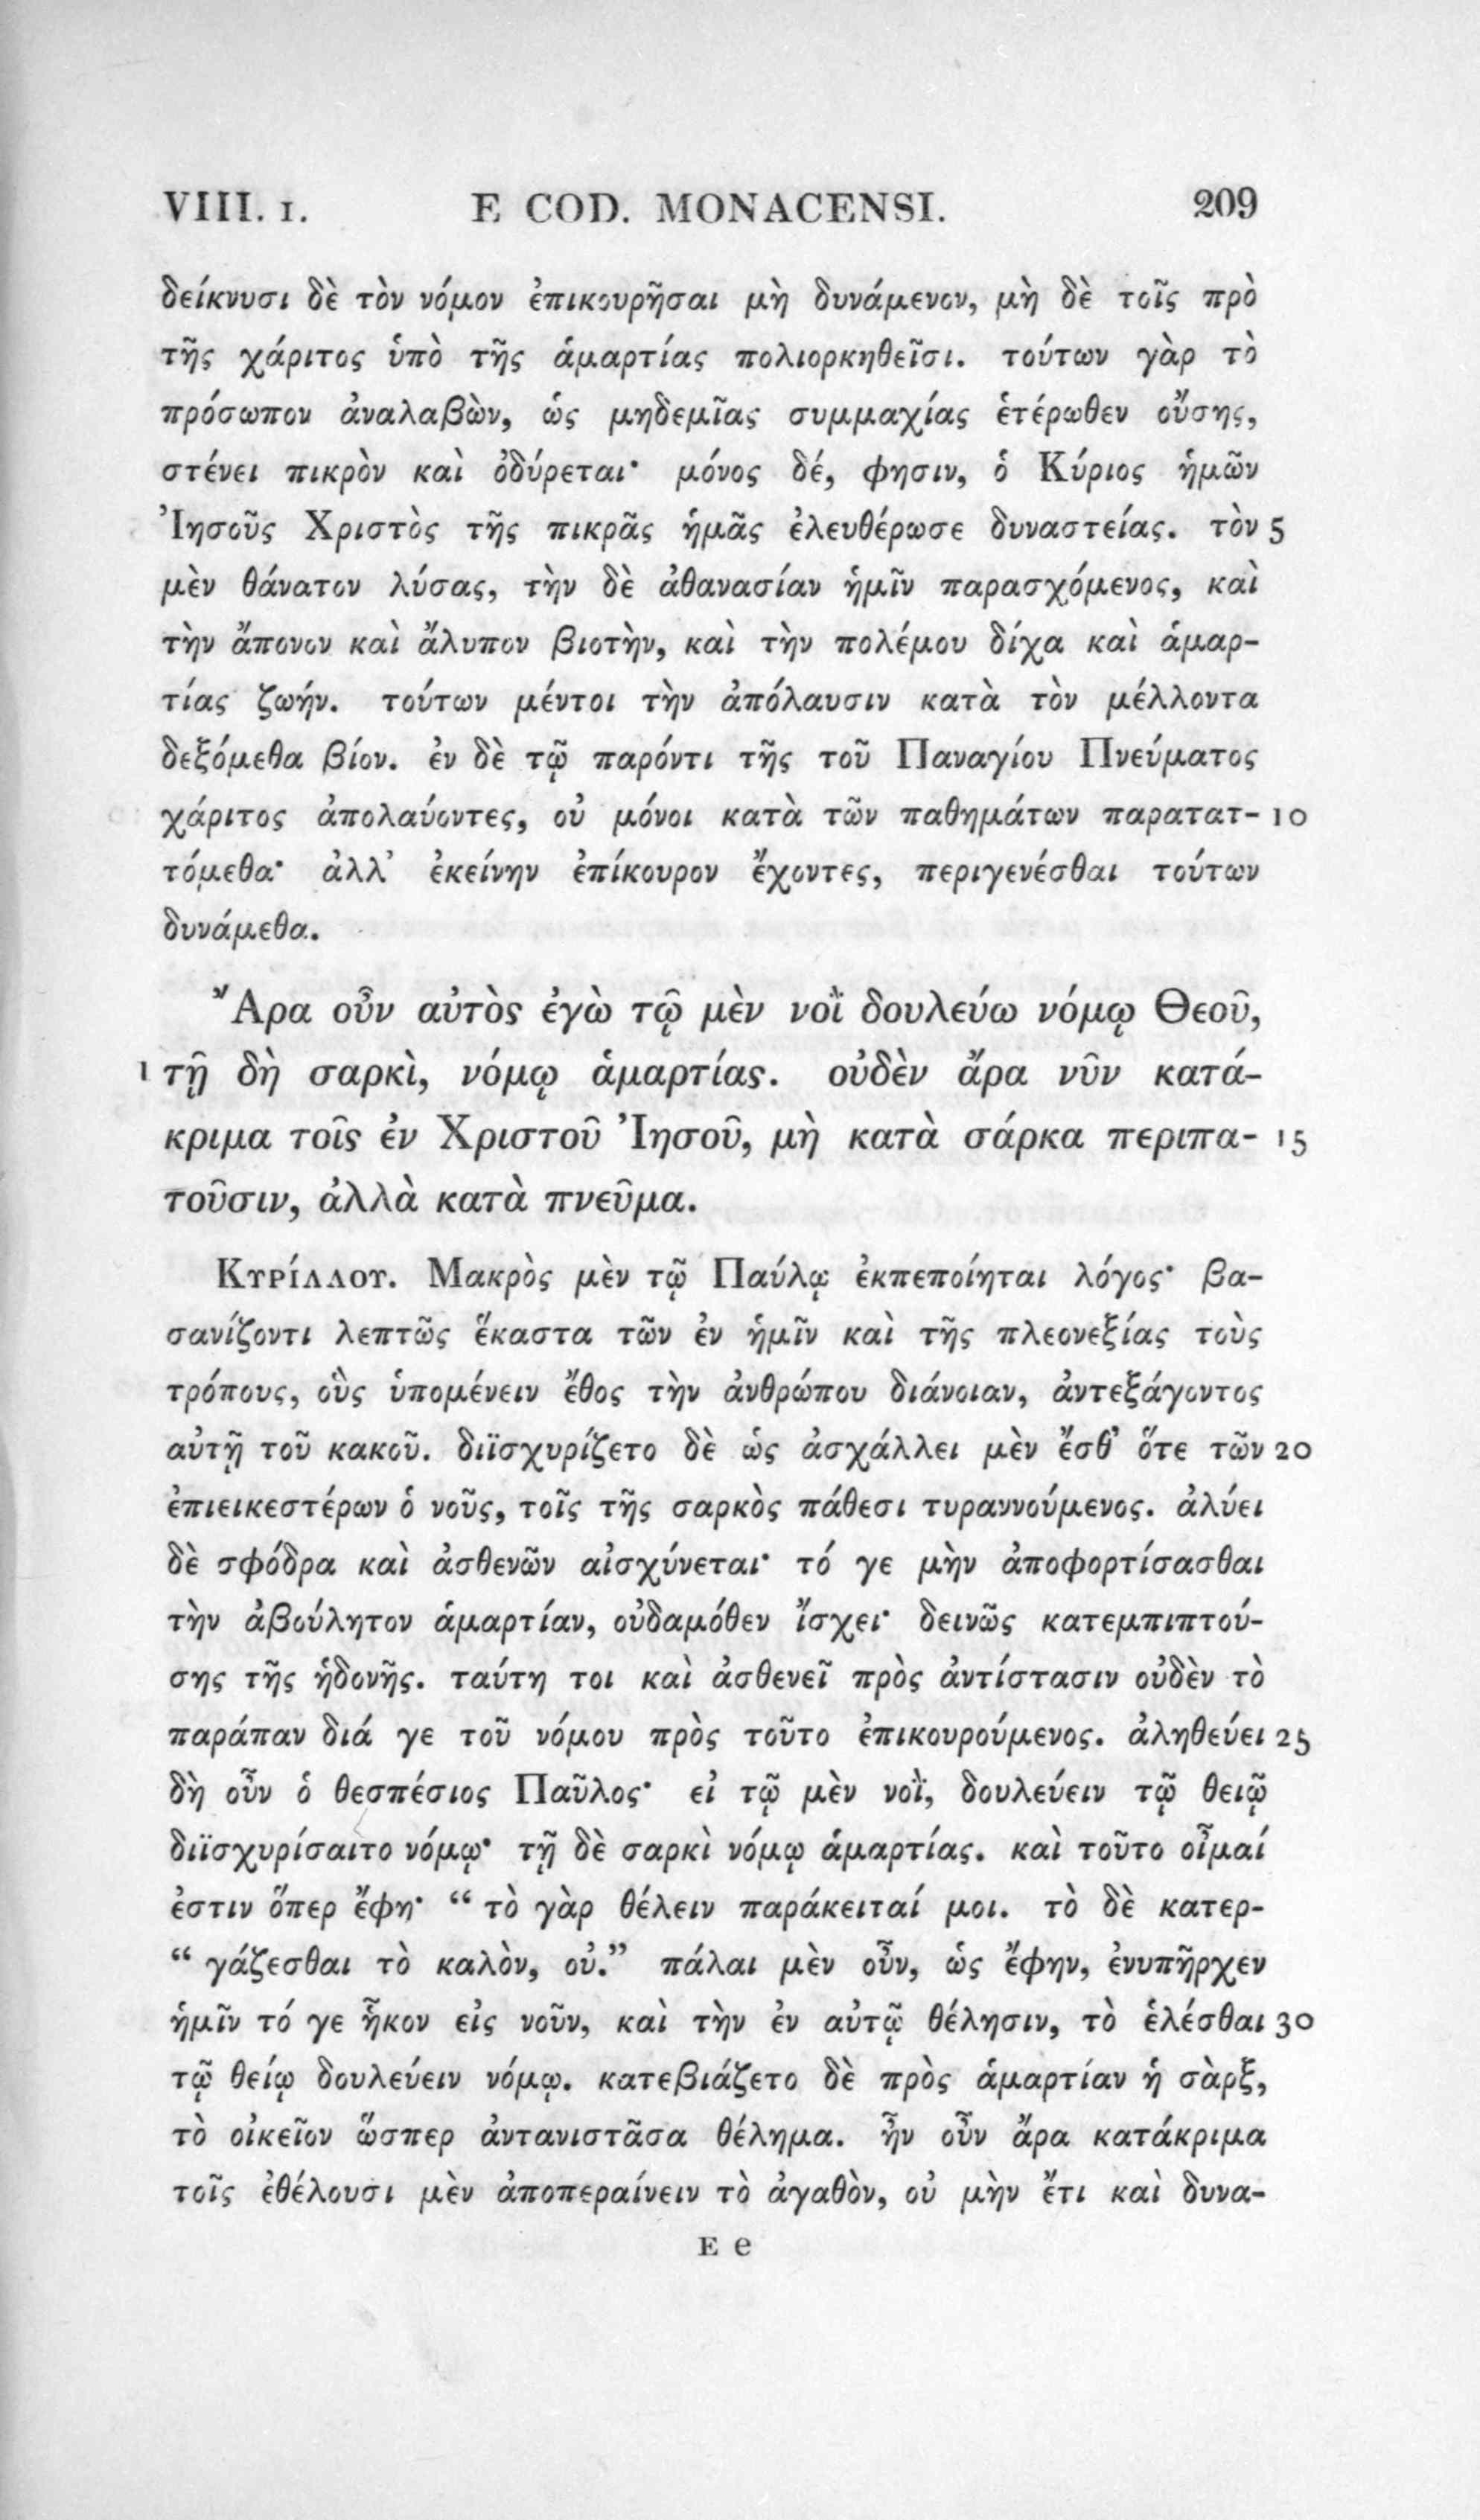 VIII. 1. E COD. MONACENSI. 209
δείκνυσι δὲ τὸν νόμον ἐπικουρῆσαι μὴ δυνάμενον, μὴ δὲ τοῖς πρὸ
τῆς χάριτος ὑπὸ τῆς ἁμαρτίας πολιορκηθεῖσι. τούτων γὰρ τὸ
πρόσωπον ἀναλαβὼν, ὡς μηδεμῖας συμμαχίας ἑτέρωθεν οὔσης,
στένει πικρὸν καὶ ὀδύρεται· μόνος δέ, φησιν, ὁ Κύριος ἡμῶν
Ἰησοῦς Χριστὸς τῆς πικρᾶς ἡμᾶς ἐλευθέρωσε δυναστείας. τὸν 5
μὲν θάνατον λύσας, τὴν δὲ ἀθανασίαν ἡμῖν παρασχόμενος, καὶ
τὴν ἄπονον καὶ ἄλυπον βιοτὴν, καὶ τὴν πολέμου δίχα καὶ ἁμαρ-
τίας ζωήν. τούτων μέντοι τὴν ἀπόλαυσιν κατὰ τὸν μέλλοντα
δεξόμεθα βίον. ἐν δὲ τῷ παρόντι τῆς τοῦ Παναγίου Πνεύματος
χάριτος ἀπολαύοντες, οὐ μόνοι κατὰ τῶν παθημάτων παρατατ- 10
τόμεθα· ἀλλ’ ἐκείνην ἐπίκουρον ἔχοντες, περιγενέσθαι τούτων
δυνάμεθα.
Ἄρα οὖν αὐτὸς ἐγὼ τῷ μὲν νοῒ δουλεύω νόμῳ Θεοῦ,
1 τῇ δὴ σαρκὶ, νόμῳ ἁμαρτίας. οὐδὲν ἄρα νῦν κατά-
κριμα τοῖς ἐν Χριστοῦ Ἰησοῦ, μὴ κατὰ σάρκα περιπα- 15
τοῦσιν, ἀλλὰ κατὰ πνεῦμα.
Κυρίλλου. Μακρὸς μὲν τῷ Παύλῳ ἐκπεποίηται λόγος· βα-
σανίζοντι λεπτῶς ἕκαστα τῶν ἐν ἡμῖν καὶ τῆς πλεονεξίας τοὺς
τρόπους, οὓς ὑπομένειν ἔθος τὴν ἀνθρώπου διάνοιαν, ἀντεξάγοντος
αὐτῇ τοῦ κακοῦ. διϊσχυρίζετο δὲ ὡς ἀσχάλλει μὲν ἔσθ’ ὅτε τῶν 20
ἐπιεικεστέρων ὁ νοῦς, τοῖς τῆς σαρκὸς πάθεσι τυραννούμενος. ἀλύει
δὲ σφόδρα καὶ ἀσθενῶν αἰσχύνεται· τό γε μὴν ἀποφορτίσασθαι
τὴν ἀβούλητον ἁμαρτίαν, οὐδαμόθεν ἴσχει· δεινῶς κατεμπιπτού-
σης τῆς ἡδονῆς. ταύτη τοι καὶ ἀσθενεῖ πρὸς ἀντίστασιν οὐδὲν τὸ
παράπαν διά γε τοῦ νόμου πρὸς τοῦτο ἐπικουρούμενος. ἀληθεύει 25
δὴ οὖν ὁ θεσπέσιος Παῦλος· εἰ τῷ μὲν νοῒ, δουλεύειν τῷ θειῷ
διϊσχυρίσαιτο νόμῳ· τῇ δὲ σαρκὶ νόμῳ ἁμαρτίας. καὶ τοῦτο οἶμαί
ἐστιν ὅπερ ἔφη· “ τὸ γὰρ θέλειν παράκειταί μοι. τὸ δὲ κατερ-
“ γάζεσθαι τὸ καλὸν, οὐ.” πάλαι μὲν οὖν, ὡς ἔφην, ἐνυπῆρχεν
ἡμῖν τό γε ἧκον εἰς νοῦν, καὶ τὴν ἐν αὐτῷ θέλησιν, τὸ ἑλέσθαι 30
τῷ θείῳ δουλεύειν νόμῳ. κατεβιάζετο δὲ πρὸς ἁμαρτίαν ἡ σὰρξ,
τὸ οἰκεῖον ὥσπερ ἀντανιστᾶσα θέλημα. ἦν οὖν ἄρα κατάκριμα
τοῖς ἐθέλουσι μὲν ἀποπεραίνειν τὸ ἀγαθὸν, οὐ μὴν ἔτι καὶ δυνα-
E e